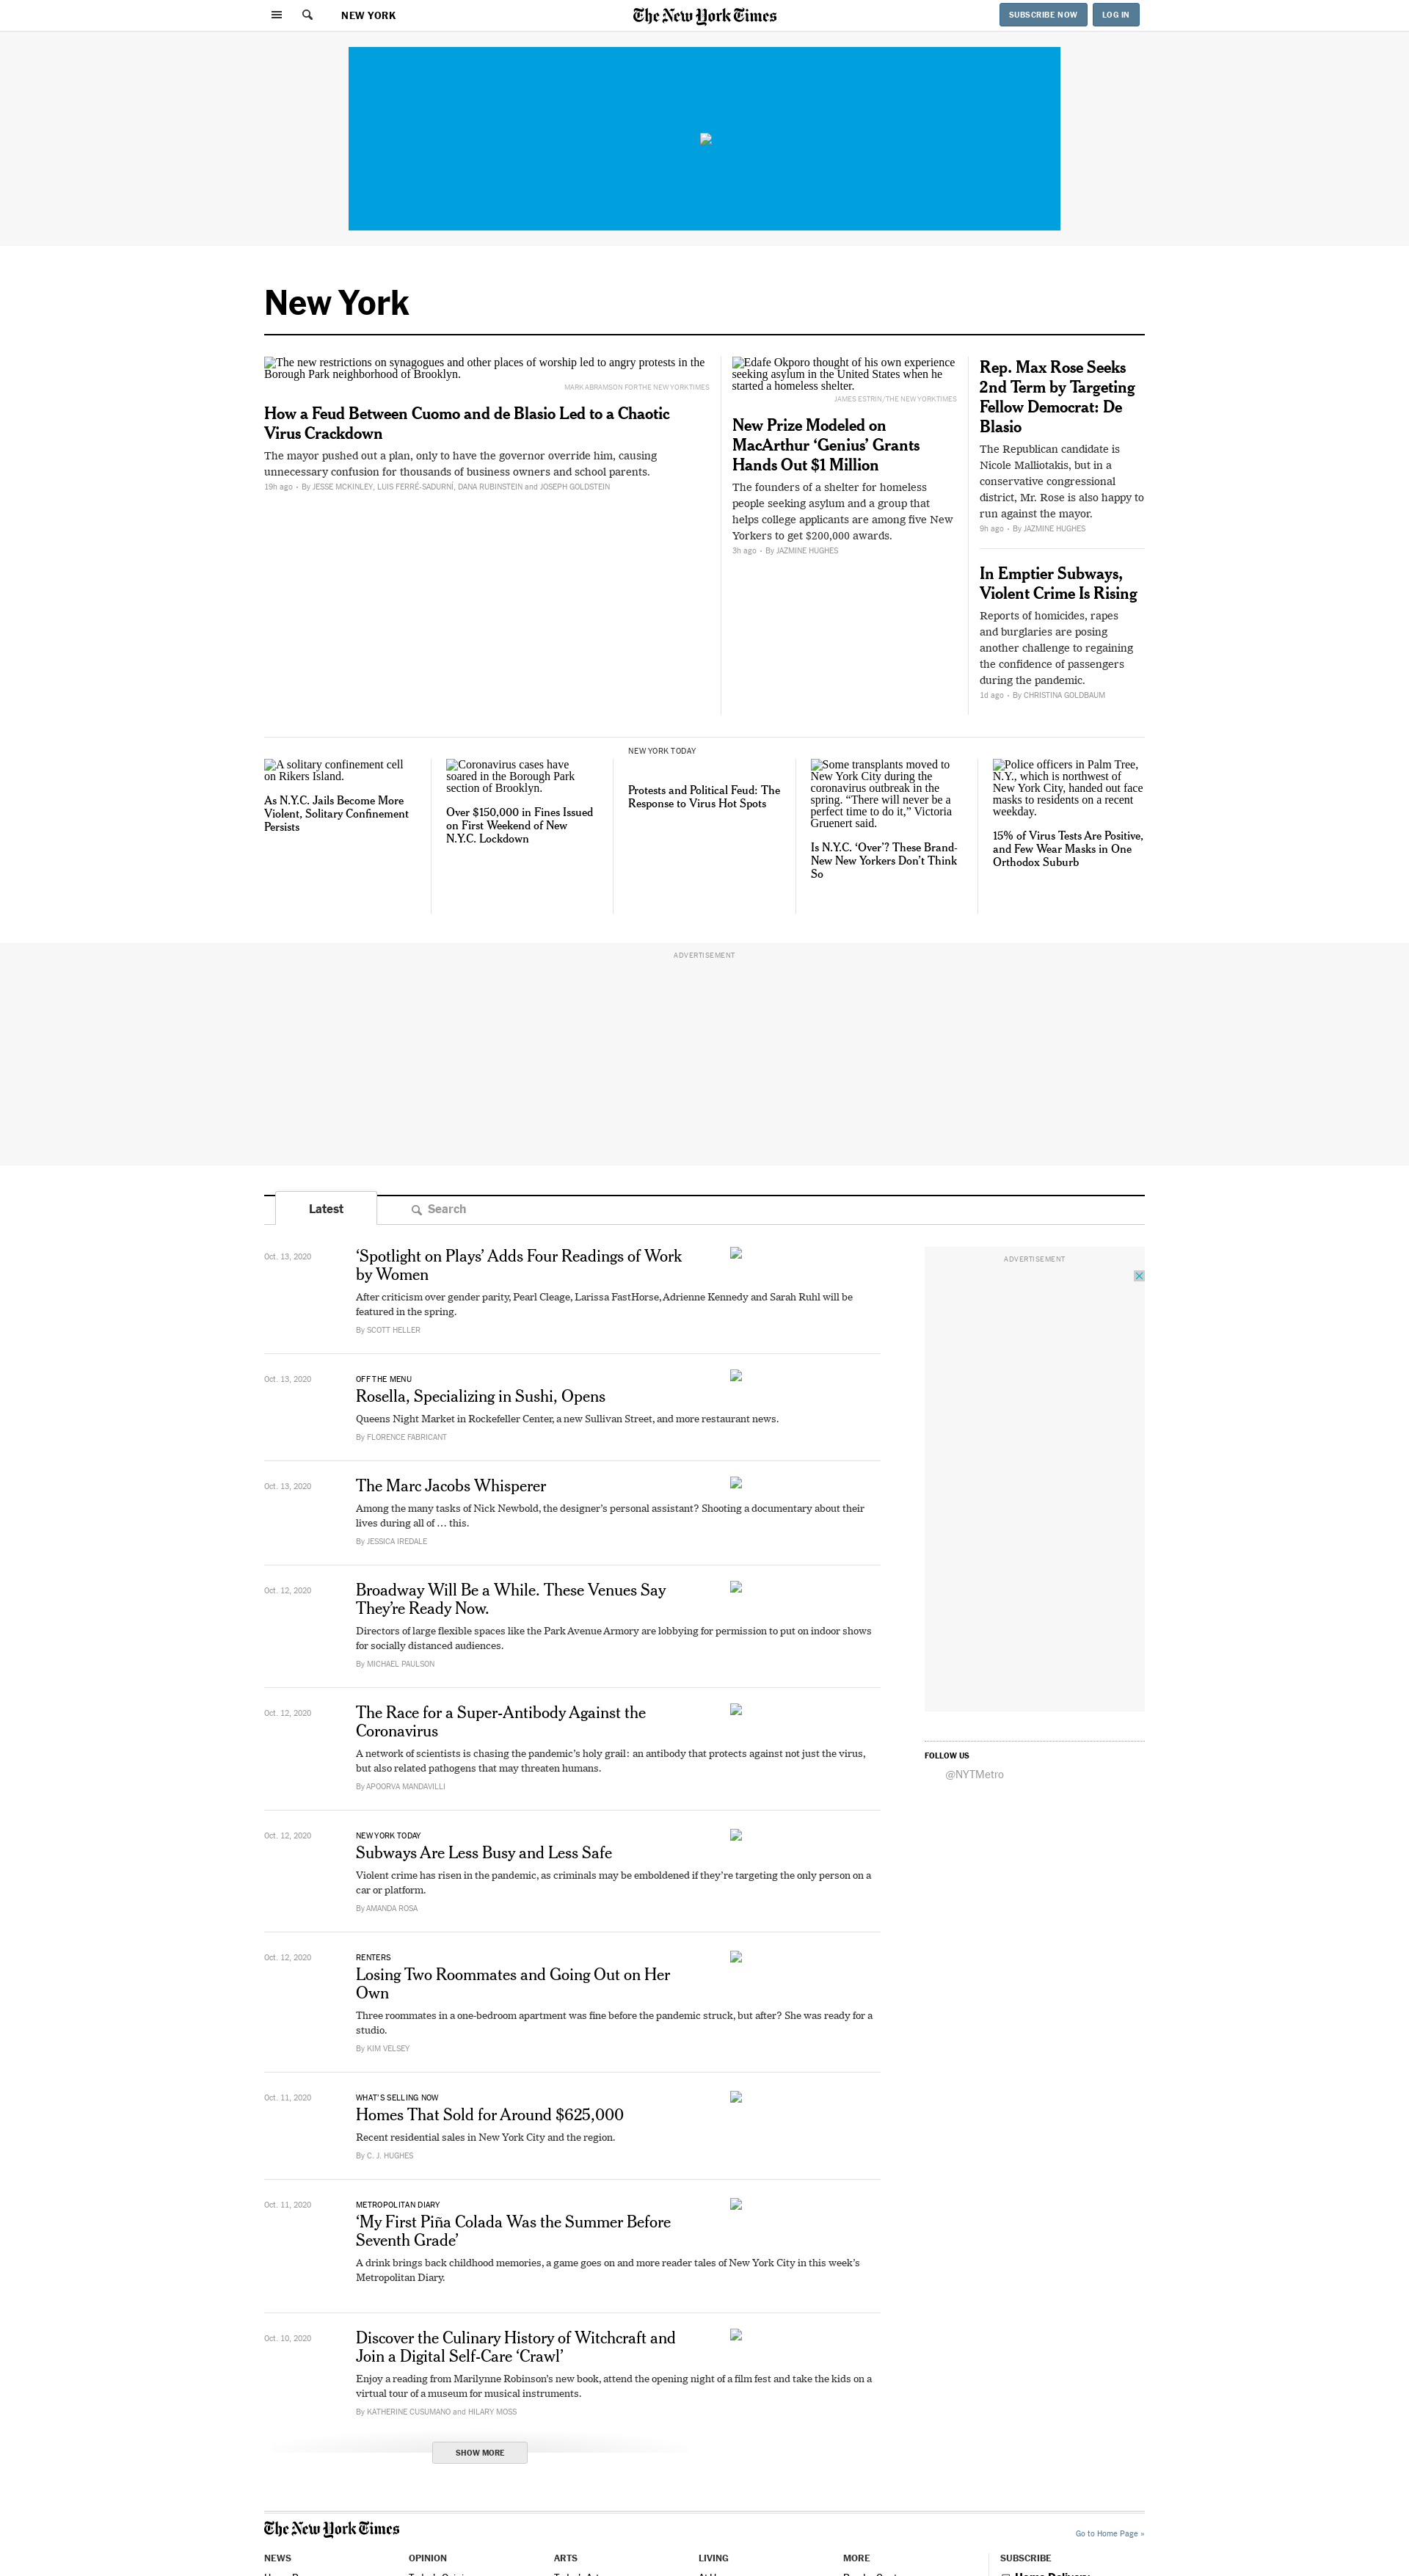 NEW YORK
The New York Times
SUBSCRIBE NOW
LOG IN
New York
The new restrictions on synagogues and other places of worship led to angry protests in the
Borough Park neighborhood of Brooklyn.
MARK ABRAMSON FOR THE NEW YORK TIMES
How a Feud Between Cuomo and de Blasio Led to a Chaotic
Virus Crackdown
The mayor pushed out a plan, only to have the governor override him, causing
unnecessary confusion for thousands of business owners and school parents.
19h ago • By JESSE MCKINLEY, LUIS FERRÉ-SADURNÍ, DANA RUBINSTEIN and JOSEPH GOLDSTEIN
Edafe Okporo thought of his own experience
seeking asylum in the United States when he
started a homeless shelter.
JAMES ESTRIN/THE NEW YORK TIMES
New Prize Modeled on
MacArthur ‘Genius’ Grants
Hands Out $1 Million
The founders of a shelter for homeless
people seeking asylum and a group that
helps college applicants are among five New
Yorkers to get $200,000 awards.
3h ago • By JAZMINE HUGHES
Rep. Max Rose Seeks
2nd Term by Targeting
Fellow Democrat: De
Blasio
The Republican candidate is
Nicole Malliotakis, but in a
conservative congressional
district, Mr. Rose is also happy to
run against the mayor.
9h ago • By JAZMINE HUGHES
In Emptier Subways,
Violent Crime Is Rising
Reports of homicides, rapes
and burglaries are posing
another challenge to regaining
the confidence of passengers
during the pandemic.
1d ago • By CHRISTINA GOLDBAUM
A solitary confinement cell
on Rikers Island.
As N.Y.C. Jails Become More
Violent, Solitary Confinement
Persists
Coronavirus cases have
soared in the Borough Park
section of Brooklyn.
Over $150,000 in Fines Issued
on First Weekend of New
N.Y.C. Lockdown
NEW YORK TODAY
Protests and Political Feud: The
Response to Virus Hot Spots
Some transplants moved to
New York City during the
coronavirus outbreak in the
spring. “There will never be a
perfect time to do it,” Victoria
Gruenert said.
Is N.Y.C. ‘Over’? These Brand-
New New Yorkers Don’t Think
So
Police officers in Palm Tree,
N.Y., which is northwest of
New York City, handed out face
masks to residents on a recent
weekday.
15% of Virus Tests Are Positive,
and Few Wear Masks in One
Orthodox Suburb
ADVERTISEMENT
Latest
Search
Oct. 13, 2020
‘Spotlight on Plays’ Adds Four Readings of Work
by Women
After criticism over gender parity, Pearl Cleage, Larissa FastHorse, Adrienne Kennedy and Sarah Ruhl will be
featured in the spring.
By SCOTT HELLER
Oct. 13, 2020
OFF THE MENU
Rosella, Specializing in Sushi, Opens
Queens Night Market in Rockefeller Center, a new Sullivan Street, and more restaurant news.
By FLORENCE FABRICANT
Oct. 13, 2020
The Marc Jacobs Whisperer
Among the many tasks of Nick Newbold, the designer’s personal assistant? Shooting a documentary about their
lives during all of … this.
By JESSICA IREDALE
Oct. 12, 2020
Broadway Will Be a While. These Venues Say
They’re Ready Now.
Directors of large flexible spaces like the Park Avenue Armory are lobbying for permission to put on indoor shows
for socially distanced audiences.
By MICHAEL PAULSON
Oct. 12, 2020
The Race for a Super-Antibody Against the
Coronavirus
A network of scientists is chasing the pandemic’s holy grail: an antibody that protects against not just the virus,
but also related pathogens that may threaten humans.
By APOORVA MANDAVILLI
Oct. 12, 2020
NEW YORK TODAY
Subways Are Less Busy and Less Safe
Violent crime has risen in the pandemic, as criminals may be emboldened if they’re targeting the only person on a
car or platform.
By AMANDA ROSA
Oct. 12, 2020
RENTERS
Losing Two Roommates and Going Out on Her
Own
Three roommates in a one-bedroom apartment was fine before the pandemic struck, but after? She was ready for a
studio.
By KIM VELSEY
Oct. 11, 2020
WHAT’S SELLING NOW
Homes That Sold for Around $625,000
Recent residential sales in New York City and the region.
By C. J. HUGHES
Oct. 11, 2020
METROPOLITAN DIARY
‘My First Piña Colada Was the Summer Before
Seventh Grade’
A drink brings back childhood memories, a game goes on and more reader tales of New York City in this week’s
Metropolitan Diary.
Oct. 10, 2020
Discover the Culinary History of Witchcraft and
Join a Digital Self-Care ‘Crawl’
Enjoy a reading from Marilynne Robinson’s new book, attend the opening night of a film fest and take the kids on a
virtual tour of a museum for musical instruments.
By KATHERINE CUSUMANO and HILARY MOSS
SHOW MORE
ADVERTISEMENT
FOLLOW US
@NYTMetro
The New York Times
Go to Home Page »
NEWS
OPINION
ARTS
LIVING
MORE
SUBSCRIBE